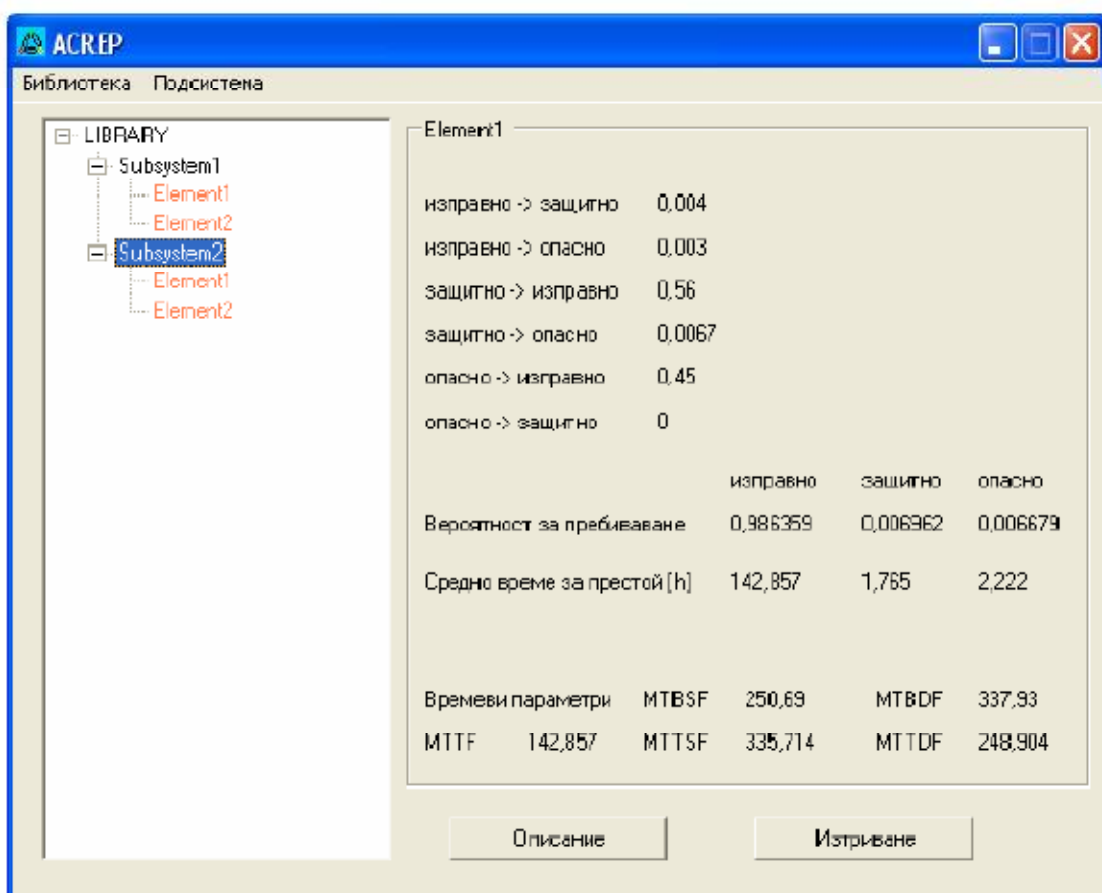 ACREP
Библиотека Подсистема
LIBRARY
Subsystem1
Element1
Element2
Subsystem2
Element1
Element2
Element1
изправно -> защитно 0,004
изправно -> опасно 0,003
защитно -> изправно 0,56
защитно -> опасно 0,0067
опасно -> изправно 0,45
опасно -> защитно 0
изправно защитно опасно
Вероятност за пребиваване 0,986359 0,006962 0,006679
Средно време за престой [h] 142,857 1,765 2,222
Времеви параметри MTBSF 250,69 MTBDF 337,93
MTTF 142,857 MTTSF 335,714 MTTDF 248,904
Описание Изтриване